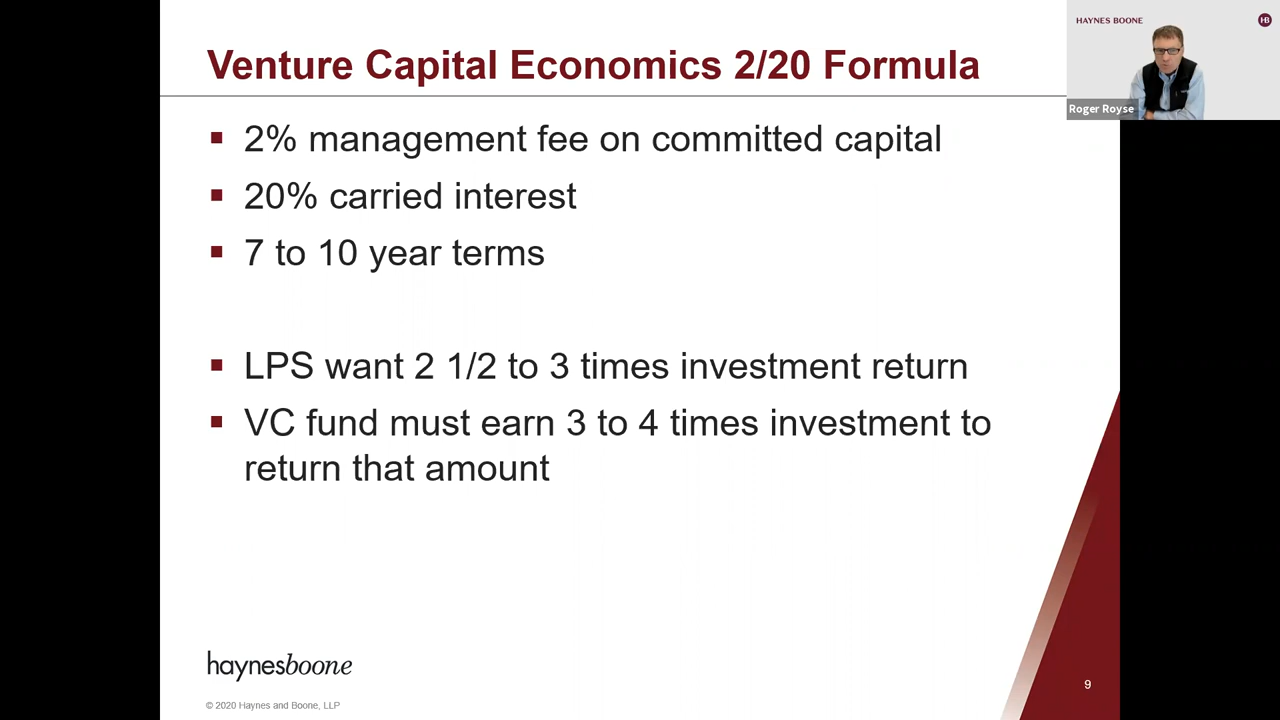 Venture Capital Economics 2/20 Formula
HAYNES BOONE
HB
Roger Royse
▪ 2% management fee on committed capital
▪ 20% carried interest
▪ 7 to 10 year terms
▪ LPS want 2 1/2 to 3 times investment return
▪ VC fund must earn 3 to 4 times investment to
return that amount
haynesboone
© 2020 Haynes and Boone, LLP
9